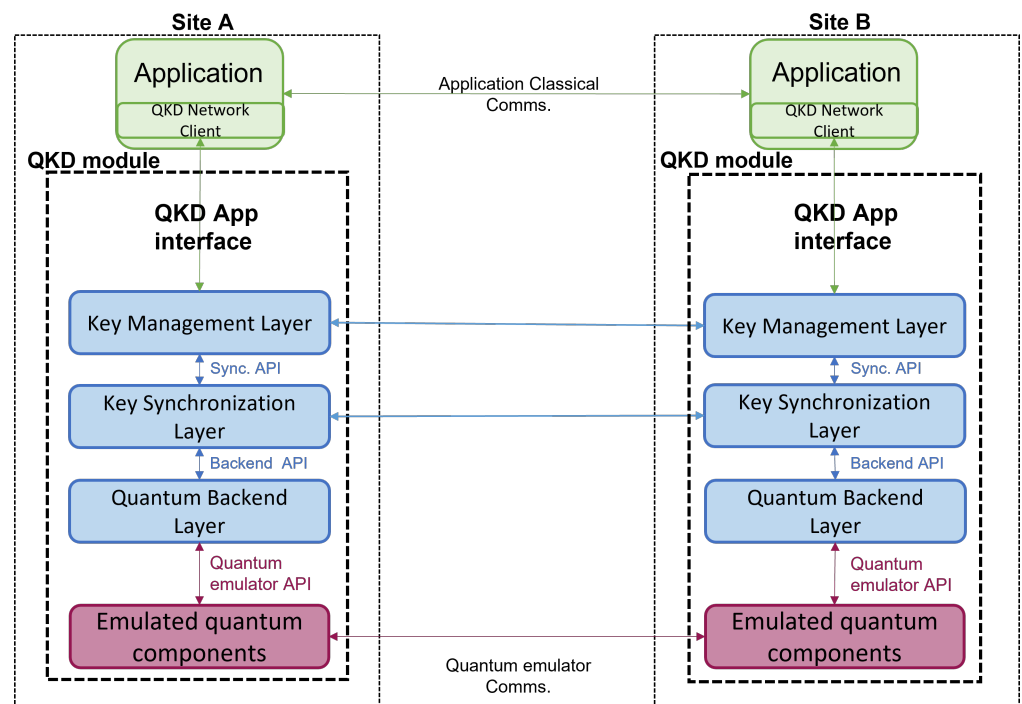 Site A
Site B
Application
QKD Network
Client
Application Classical
Comms.
Application
QKD Network
Client
QKD module
QKD module
QKD App
interface
QKD App
interface
Key Management Layer
Key Management Layer
Sync. API
Sync. API
Key Synchronization
Layer
Key Synchronization
Layer
Backend  API
Backend API
Quantum Backend
Layer
Quantum Backend
Layer
Quantum
emulator API
Quantum
emulator API
Emulated quantum
components
Emulated quantum
components
Quantum emulator
Comms.